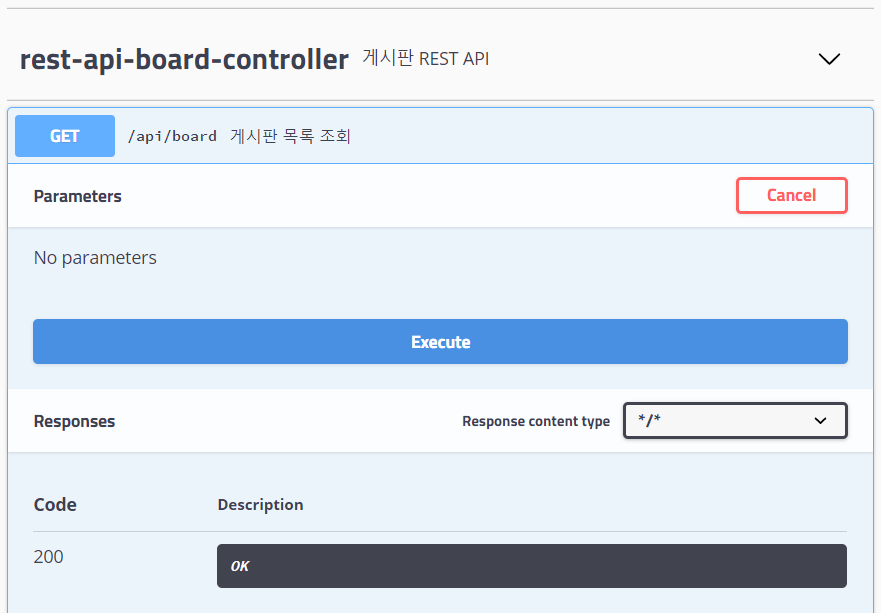 rest-api-board-controller 게시판 REST API
GET /api/board 게시판 목록 조회
Parameters Cancel
No parameters
Execute
Responses Response content type */*
Code Description
200 OK